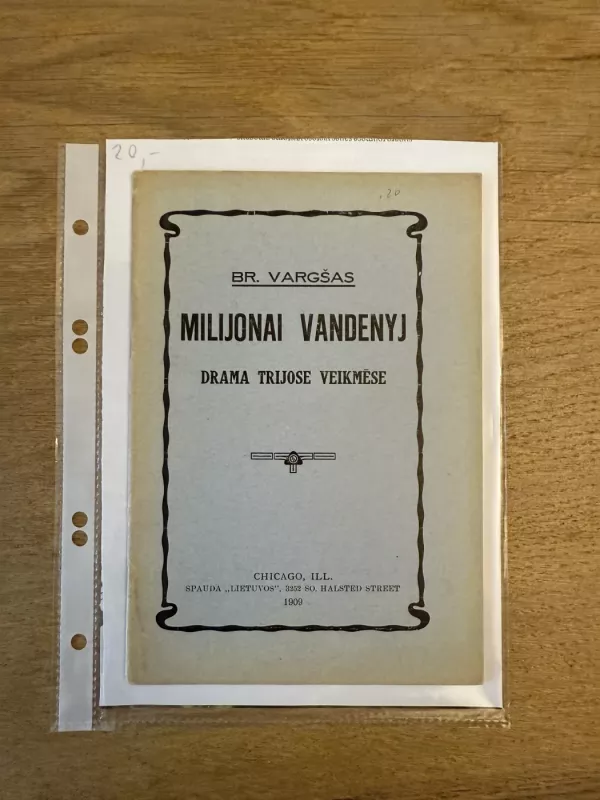 20,-
.20
BR. VARGŠAS
MILIJONAI VANDENYJ
DRAMA TRIJOSE VEIKMĖSE
CHICAGO, ILL.
SPAUDA „LIETUVOS“, 3252 SO. HALSTED STREET
1909